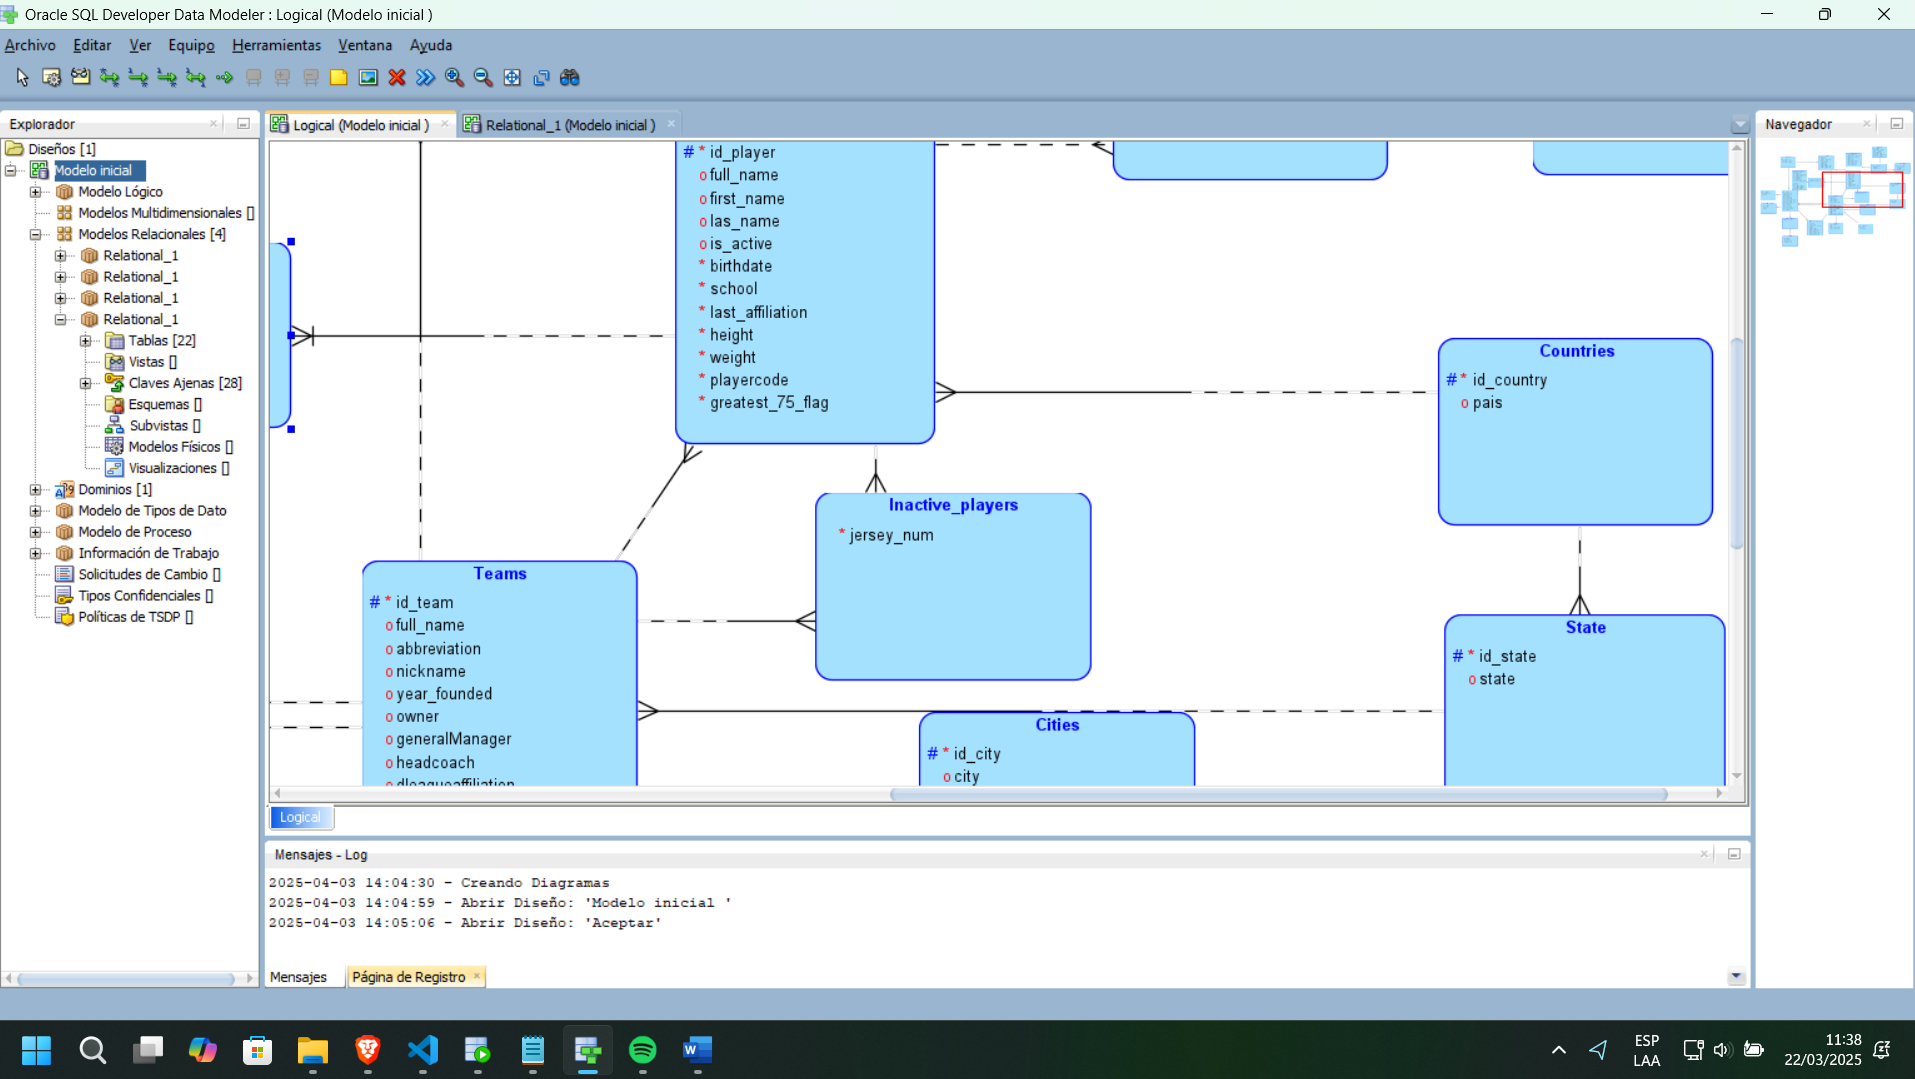 Oracle SQL Developer Data Modeler : Logical (Modelo inicial )
Archivo Editar Ver Equipo Herramientas Ventana Ayuda
Explorador
Diseños [1]
Modelo inicial
Modelo Lógico
Modelos Multidimensionales []
Modelos Relacionales [4]
Relational_1
Relational_1
Relational_1
Relational_1
Tablas [22]
Vistas []
Claves Ajenas [28]
Esquemas []
Subvistas []
Modelos Físicos []
Visualizaciones []
Dominios [1]
Modelo de Tipos de Dato
Modelo de Proceso
Información de Trabajo
Solicitudes de Cambio []
Tipos Confidenciales []
Políticas de TSDP []
Logical (Modelo inicial )
Relational_1 (Modelo inicial )
# * id_player
o full_name
o first_name
o las_name
o is_active
* birthdate
* school
* last_affiliation
* height
* weight
* playercode
* greatest_75_flag
Countries
# * id_country
o pais
Inactive_players
* jersey_num
Teams
# * id_team
o full_name
o abbreviation
o nickname
o year_founded
o owner
o generalManager
o headcoach
o dleagueaffiliation
State
# * id_state
o state
Cities
# * id_city
o city
Logical
Navegador
Mensajes - Log
2025-04-03 14:04:30 - Creando Diagramas
2025-04-03 14:04:59 - Abrir Diseño: 'Modelo inicial '
2025-04-03 14:05:06 - Abrir Diseño: 'Aceptar'
Mensajes
Página de Registro
ESP
LAA
11:38
22/03/2025